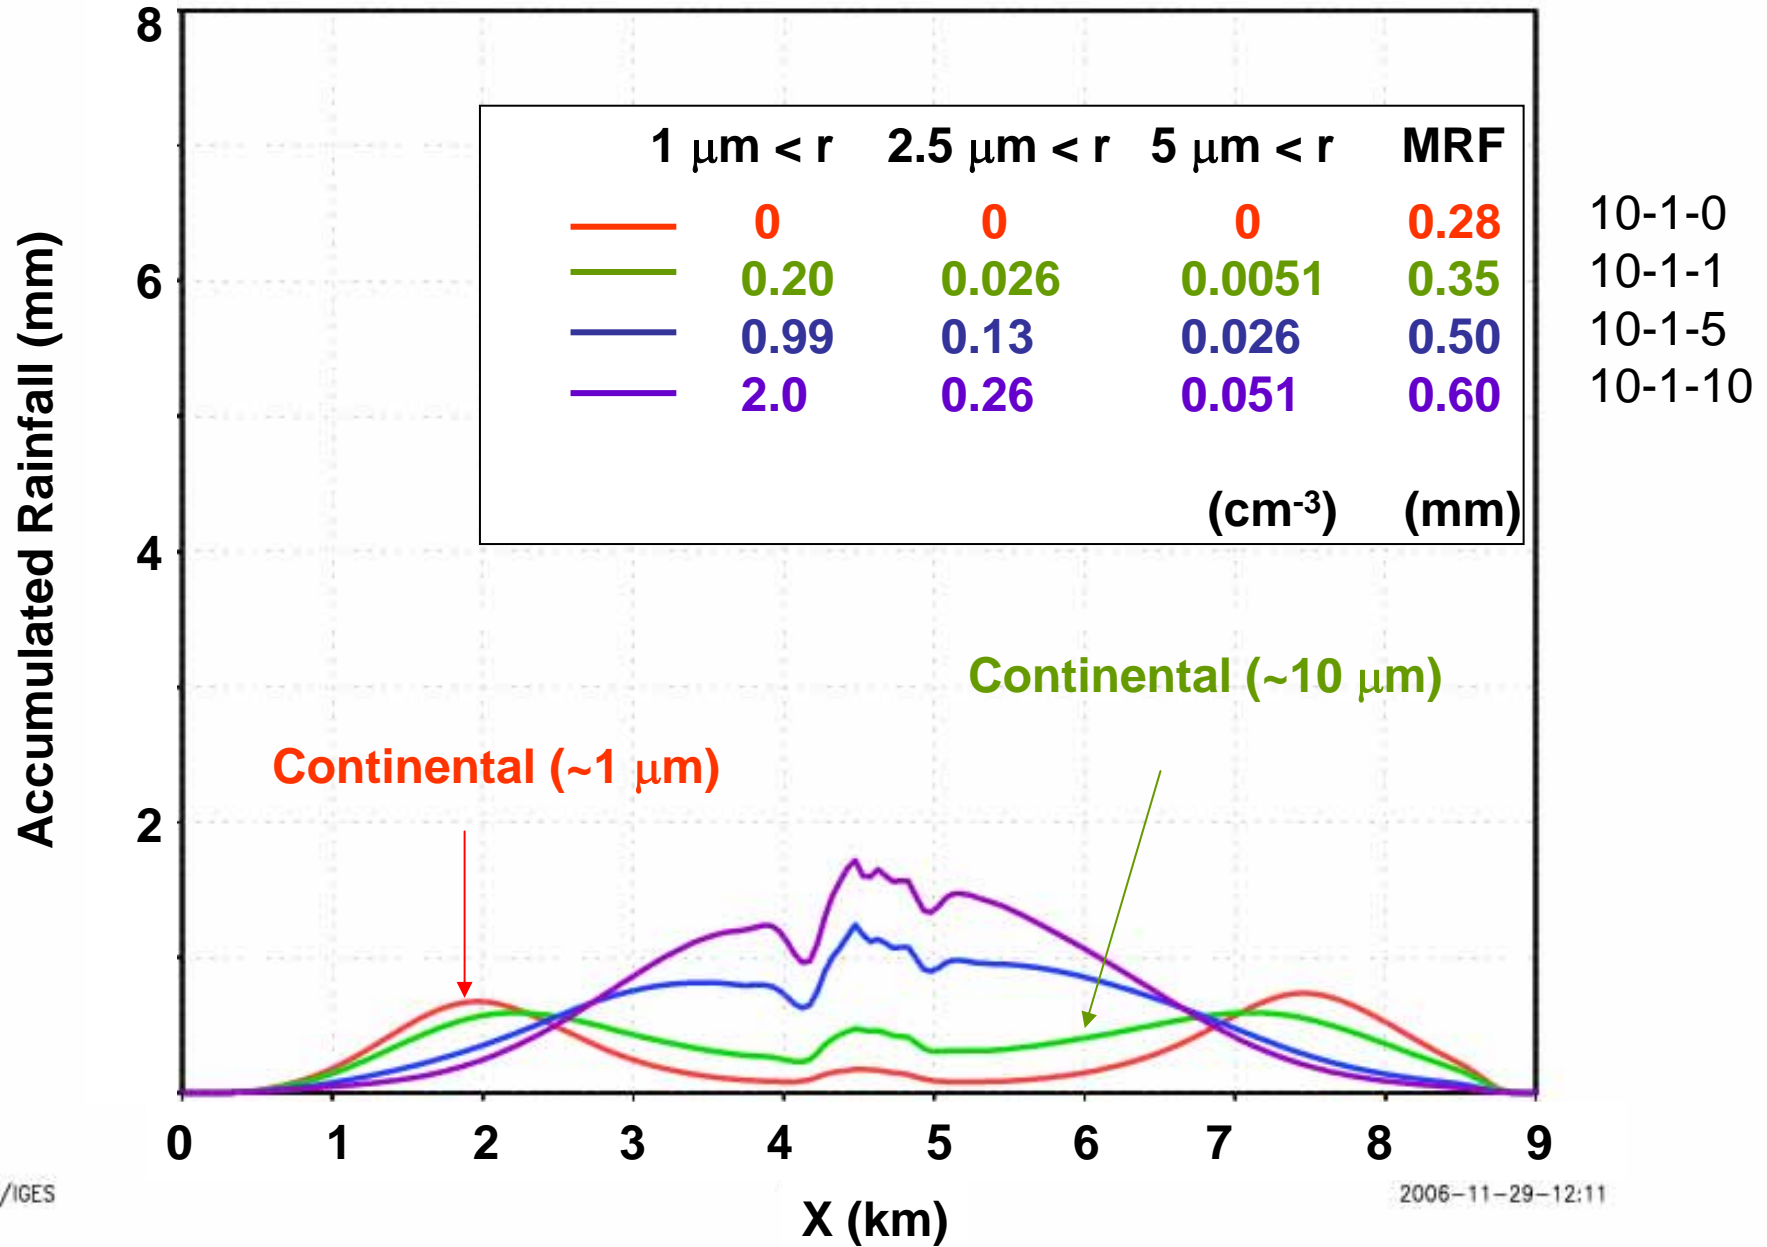 8
6
4
2
Accumulated Rainfall (mm)
1 μm < r 2.5 μm < r 5 μm < r MRF
0 0 0 0.28 10-1-0
0.20 0.026 0.0051 0.35 10-1-1
0.99 0.13 0.026 0.50 10-1-5
2.0 0.26 0.051 0.60 10-1-10
(cm-3) (mm)
Continental (~10 μm)
Continental (~1 μm)
0 1 2 3 4 5 6 7 8 9
/IGES
2006-11-29-12:11
X (km)